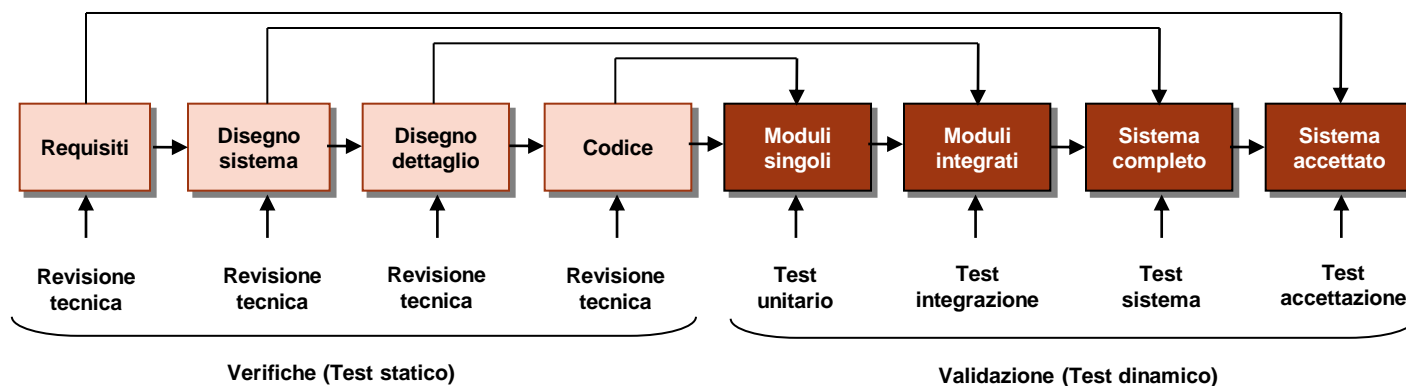 Requisiti
Disegno
sistema
Disegno
dettaglio
Codice
Moduli
singoli
Moduli
integrati
Sistema
completo
Sistema
accettato
Revisione
tecnica
Revisione
tecnica
Revisione
tecnica
Revisione
tecnica
Test
unitario
Test
integrazione
Test
sistema
Test
accettazione
Verifiche (Test statico)
Validazione (Test dinamico)